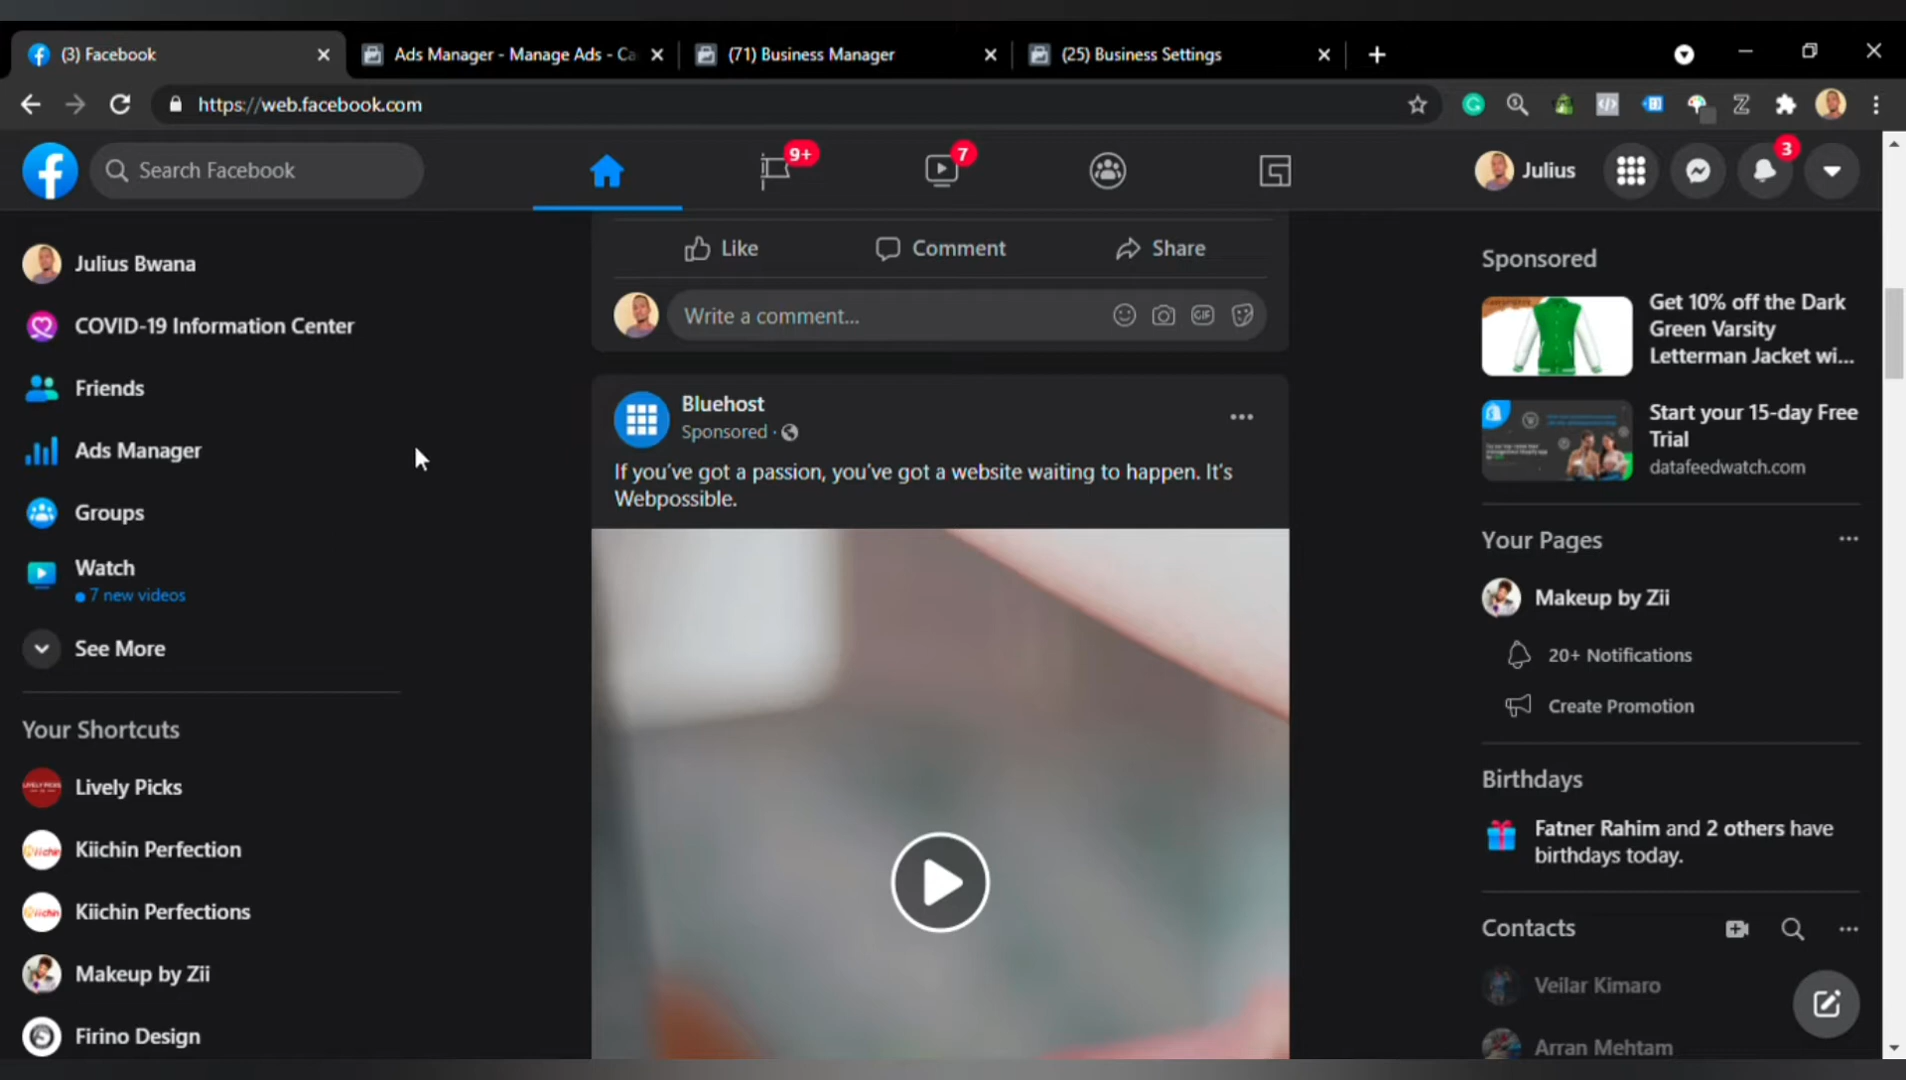 (3) Facebook
Ads Manager - Manage Ads - Ca
(71) Business Manager
(25) Business Settings
https://web.facebook.com
Search Facebook
9+
7
Julius
3
Julius Bwana
COVID-19 Information Center
Friends
Ads Manager
Groups
Watch
7 new videos
See More
Your Shortcuts
Lively Picks
Kiichin Perfection
Kiichin Perfections
Makeup by Zii
Firino Design
Like
Comment
Share
Write a comment...
GIF
Bluehost
Sponsored ·
If you've got a passion, you've got a website waiting to happen. It's
Webpossible.
Sponsored
Get 10% off the Dark
Green Varsity
Letterman Jacket wi...
Start your 15-day Free
Trial
datafeedwatch.com
Your Pages
Makeup by Zii
20+ Notifications
Create Promotion
Birthdays
Fatner Rahim and 2 others have
birthdays today.
Contacts
Veilar Kimaro
Arran Mehtam